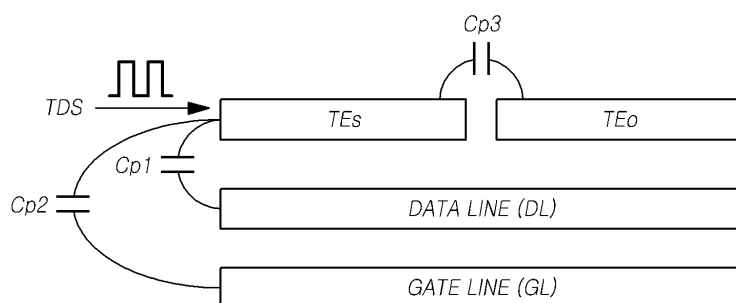 Cp3
TDS
TEs
TEo
Cp1
Cp2
DATA LINE (DL)
GATE LINE (GL)